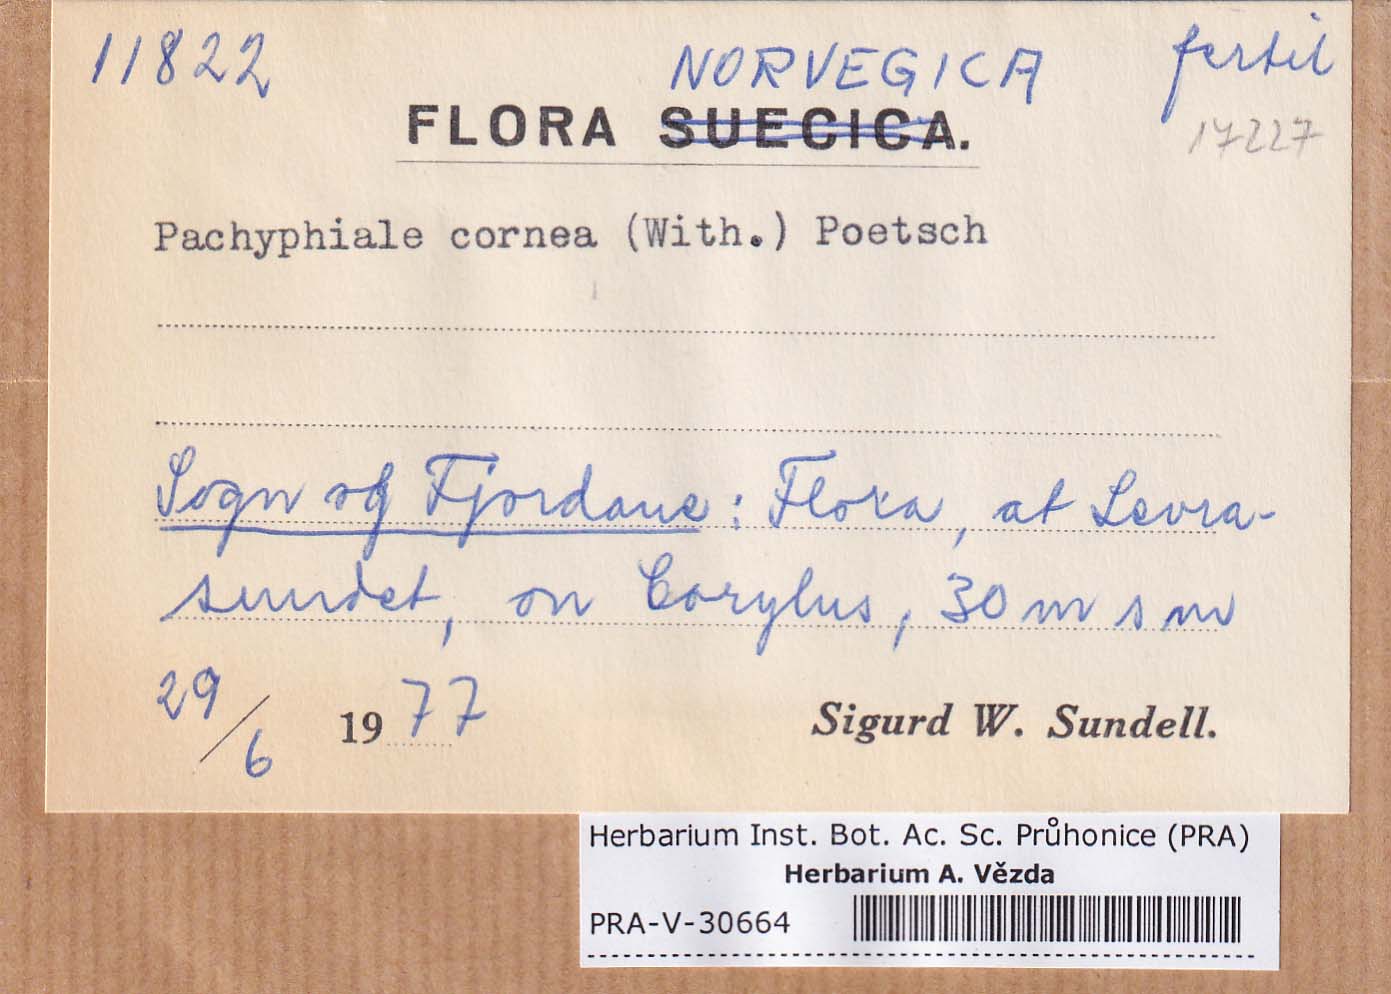 11822 NORVEGICA fertil
FLORA SUECICA.
17227
Pachyphiale cornea (With.) Poetsch
Sogn og Fjordane: Flora, at Levra-
sundet, on Corylus, 30 m s m
29/6 1977 Sigurd W. Sundell.
Herbarium Inst. Bot. Ac. Sc. Průhonice (PRA)
Herbarium A. Vězda
PRA-V-30664